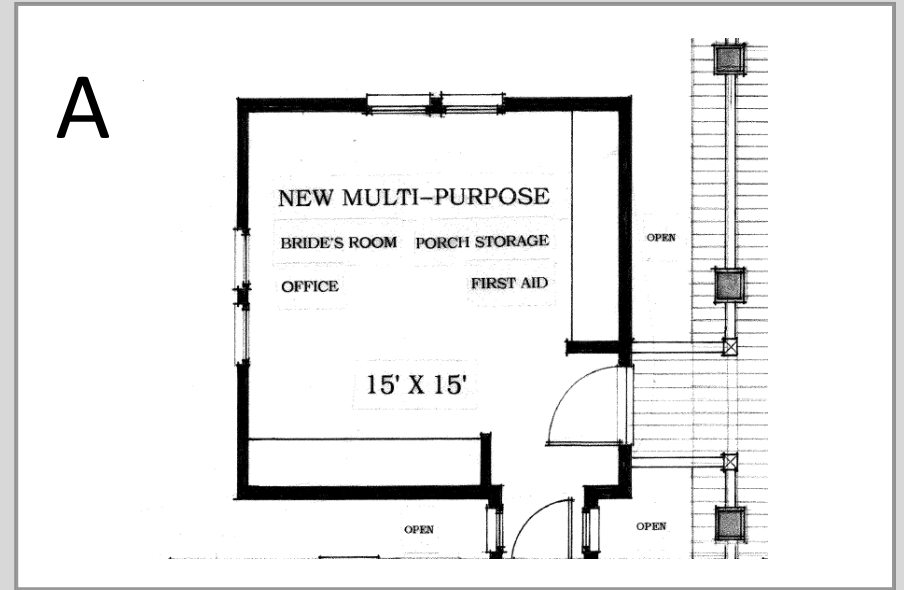 A
NEW MULTI-PURPOSE
BRIDE'S ROOM PORCH STORAGE
OPEN
OFFICE FIRST AID
15' X 15'
OPEN OPEN